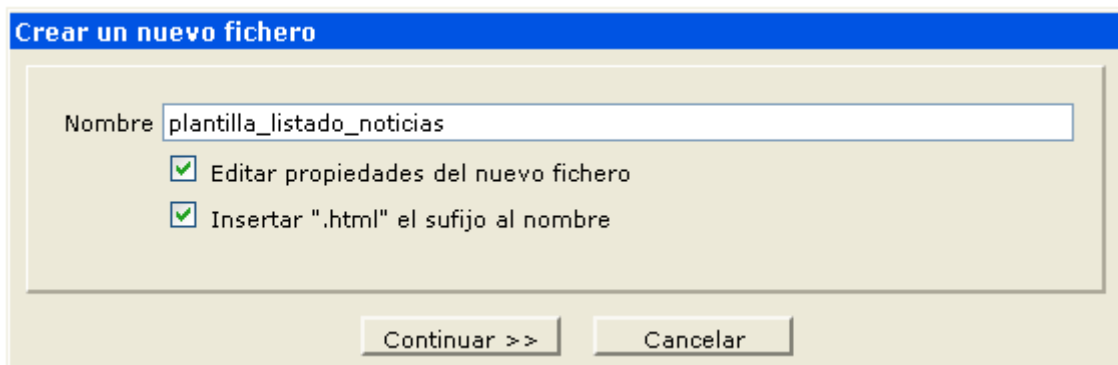 Crear un nuevo fichero
Nombre plantilla_listado_noticias
Editar propiedades del nuevo fichero
Insertar ".html" el sufijo al nombre
Continuar >> Cancelar